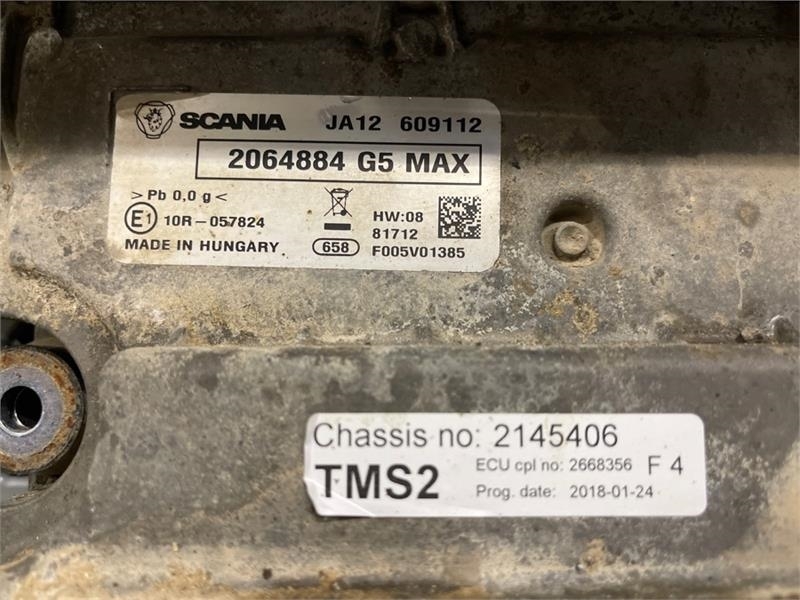 SCANIA JA12 609112
2064884 G5 MAX
>Pb 0,0 g<
E1 10R-057824
HW:08
81712
MADE IN HUNGARY
658
F005V01385
Chassis no: 2145406
TMS2
ECU cpl no: 2668356 F 4
Prog. date: 2018-01-24